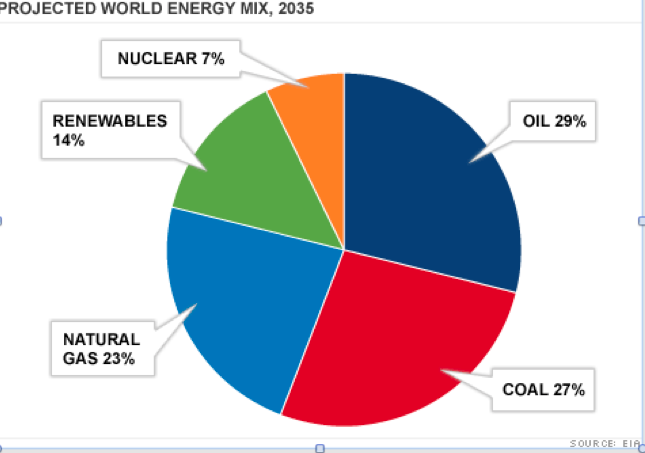 PROJECTED WORLD ENERGY MIX, 2035
NUCLEAR 7%
OIL 29%
RENEWABLES
14%
NATURAL
GAS 23%
COAL 27%
SOURCE: EIA